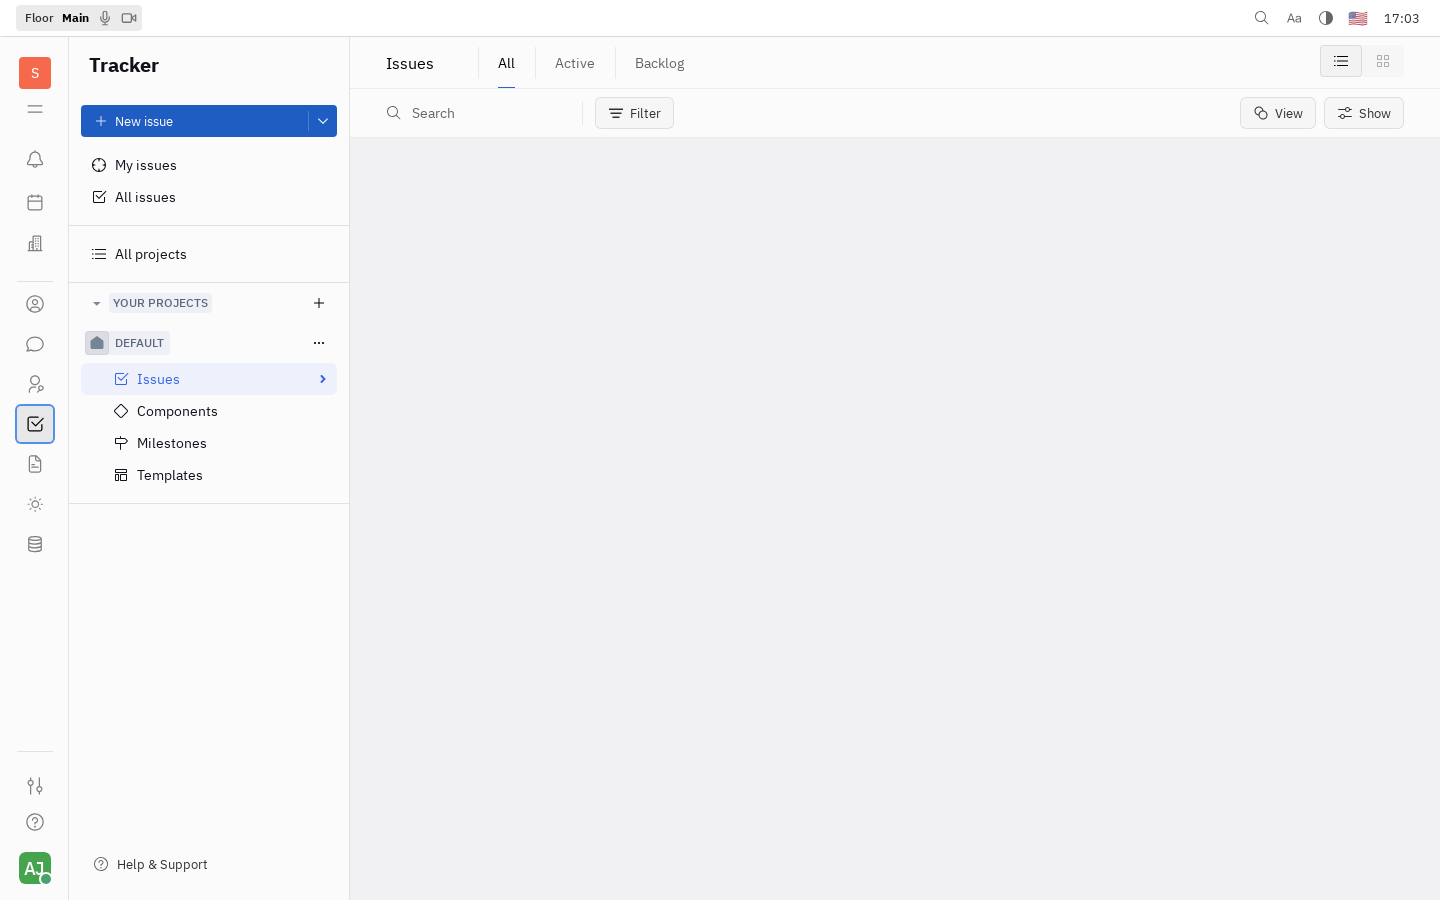 Floor Main
Aa
17:03
S
Tracker
New issue
My issues
All issues
All projects
YOUR PROJECTS
DEFAULT
Issues
Components
Milestones
Templates
Help & Support
AJ
Issues
All
Active
Backlog
Search
Filter
View
Show